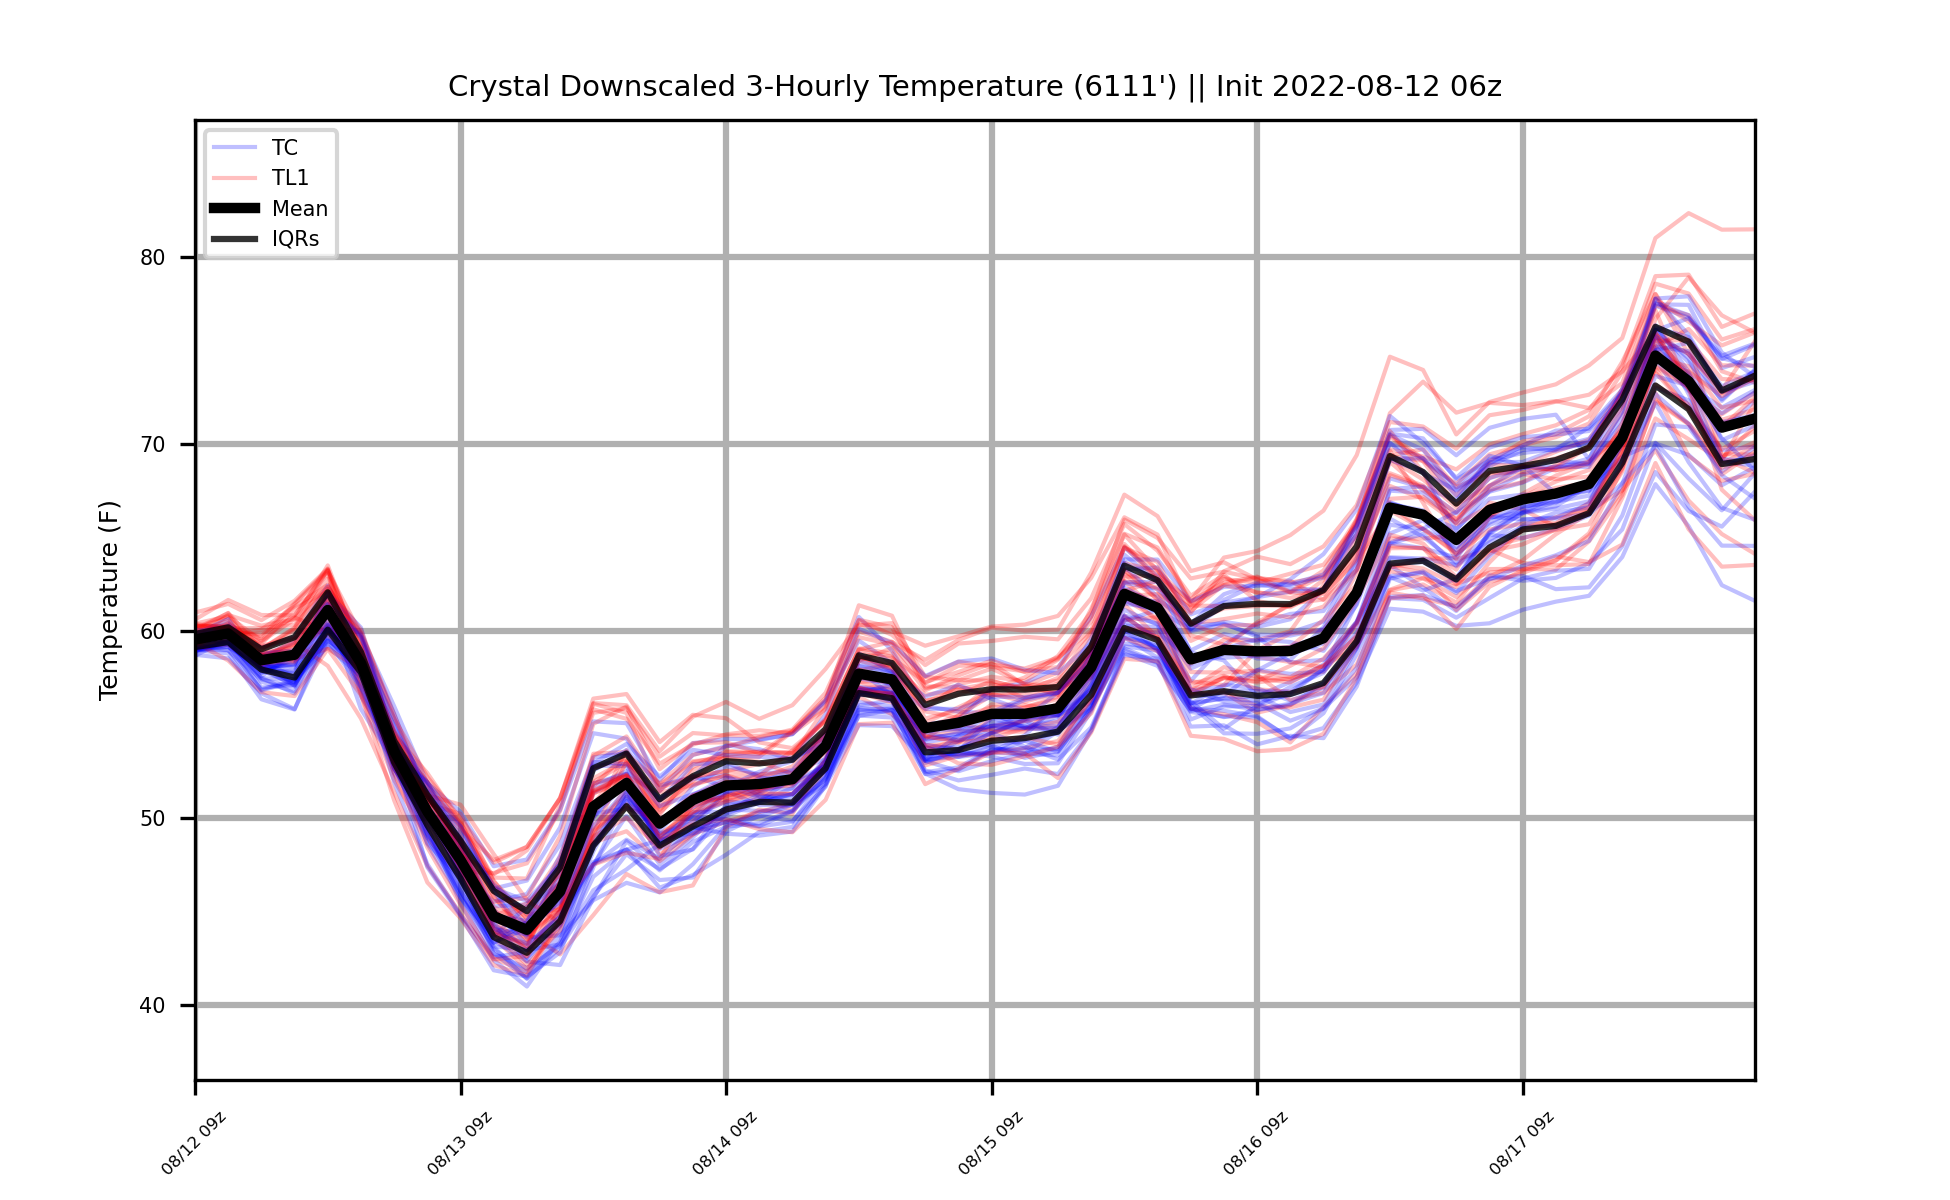 Crystal Downscaled 3-Hourly Temperature (6111') || Init 2022-08-12 06z
TC
TL1
Mean
IQRs
Temperature (F)
80
70
60
50
40
08/12 09z
08/13 09z
08/14 09z
08/15 09z
08/16 09z
08/17 09z